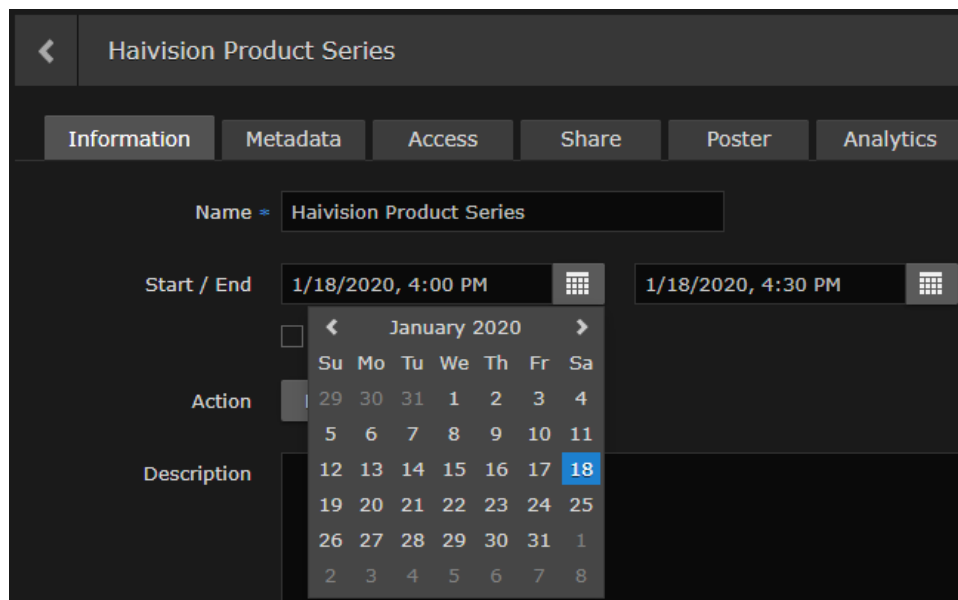 Haivision Product Series
Information Metadata Access Share Poster Analytics
Name * Haivision Product Series
Start / End 1/18/2020, 4:00 PM 1/18/2020, 4:30 PM
January 2020
Su Mo Tu We Th Fr Sa
29 30 31 1 2 3 4
Action
5 6 7 8 9 10 11
Description 12 13 14 15 16 17 18
19 20 21 22 23 24 25
26 27 28 29 30 31 1
2 3 4 5 6 7 8